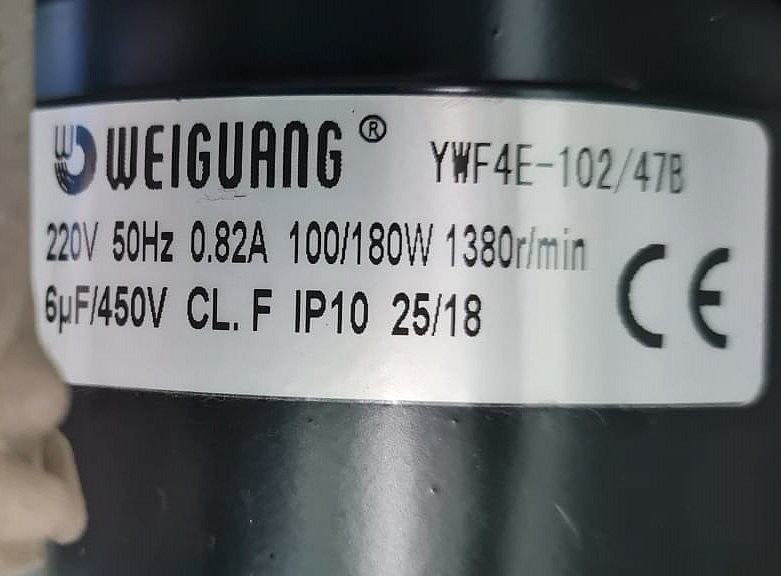 WEIGUANG ® YWF4E-102/47B
220V 50Hz 0.82A 100/180W 1380r/min
6µF/450V CL. F IP10 25/18 CE